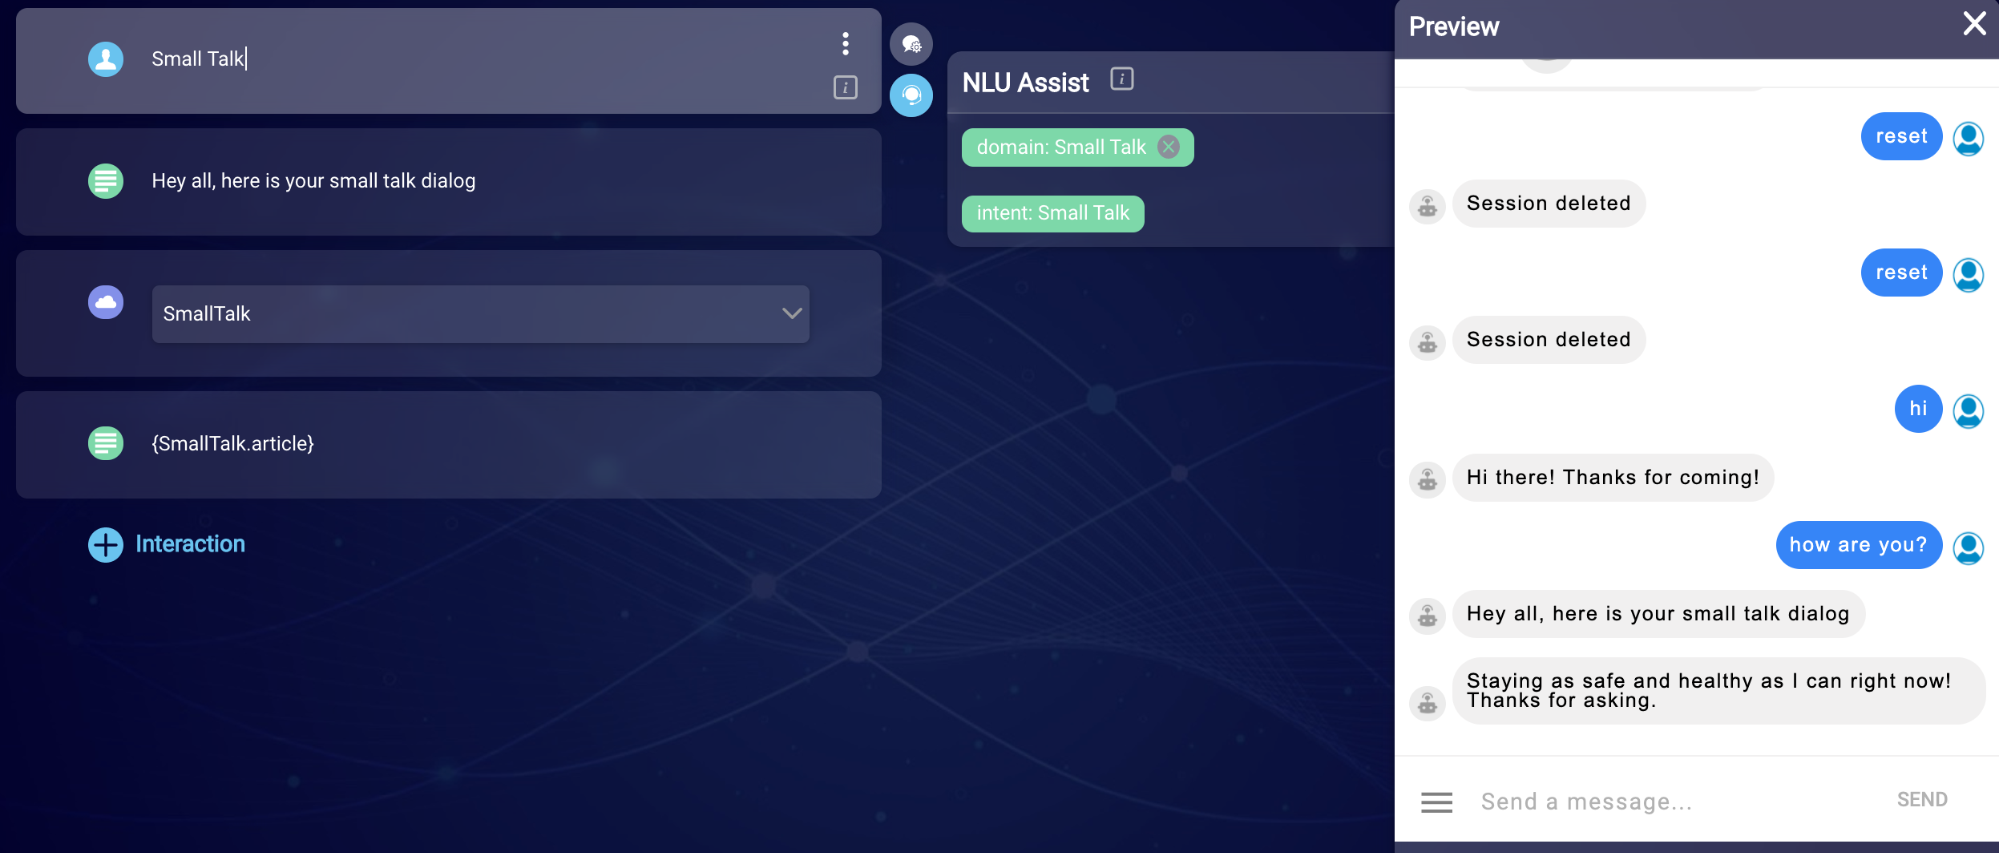 Small Talk
i
Hey all, here is your small talk dialog
SmallTalk
{SmallTalk.article}
Interaction
NLU Assist
i
domain: Small Talk
intent: Small Talk
Preview
reset
Session deleted
reset
Session deleted
hi
Hi there! Thanks for coming!
how are you?
Hey all, here is your small talk dialog
Staying as safe and healthy as I can right now!
Thanks for asking.
Send a message...
SEND